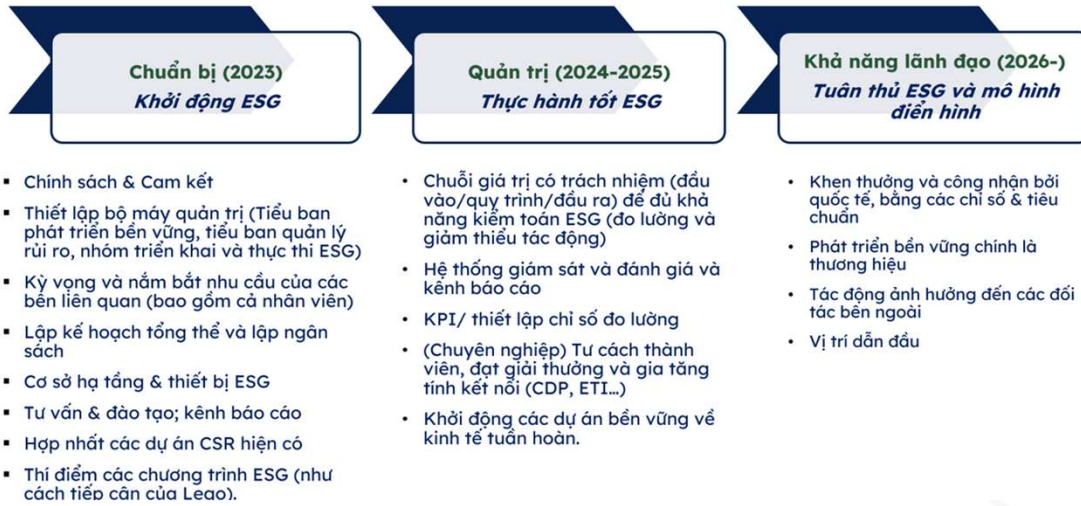 Chuẩn bị (2023)
Khởi động ESG
▪ Chính sách & Cam kết
▪ Thiết lập bộ máy quản trị (Tiểu ban
phát triển bền vững, tiểu ban quản lý
rủi ro, nhóm triển khai và thực thi ESG)
▪ Kỳ vọng và nắm bắt nhu cầu của các
bên liên quan (bao gồm cả nhân viên)
▪ Lập kế hoạch tổng thể và lập ngân
sách
▪ Cơ sở hạ tầng & thiết bị ESG
▪ Tư vấn & đào tạo; kênh báo cáo
▪ Hợp nhất các dự án CSR hiện có
▪ Thí điểm các chương trình ESG (như
cách tiếp cận của Lego).
Quản trị (2024-2025)
Thực hành tốt ESG
• Chuỗi giá trị có trách nhiệm (đầu
vào/quy trình/đầu ra) để đủ khả
năng kiểm toán ESG (đo lường và
giảm thiểu tác động)
• Hệ thống giám sát và đánh giá và
kênh báo cáo
• KPI/ thiết lập chỉ số đo lường
• (Chuyên nghiệp) Tư cách thành
viên, đạt giải thưởng và gia tăng
tính kết nối (CDP, ETI...)
• Khởi động các dự án bền vững về
kinh tế tuần hoàn.
Khả năng lãnh đạo (2026-)
Tuân thủ ESG và mô hình
điển hình
• Khen thưởng và công nhận bởi
quốc tế, bằng các chỉ số & tiêu
chuẩn
• Phát triển bền vững chính là
thương hiệu
• Tác động ảnh hưởng đến các đối
tác bên ngoài
• Vị trí dẫn đầu